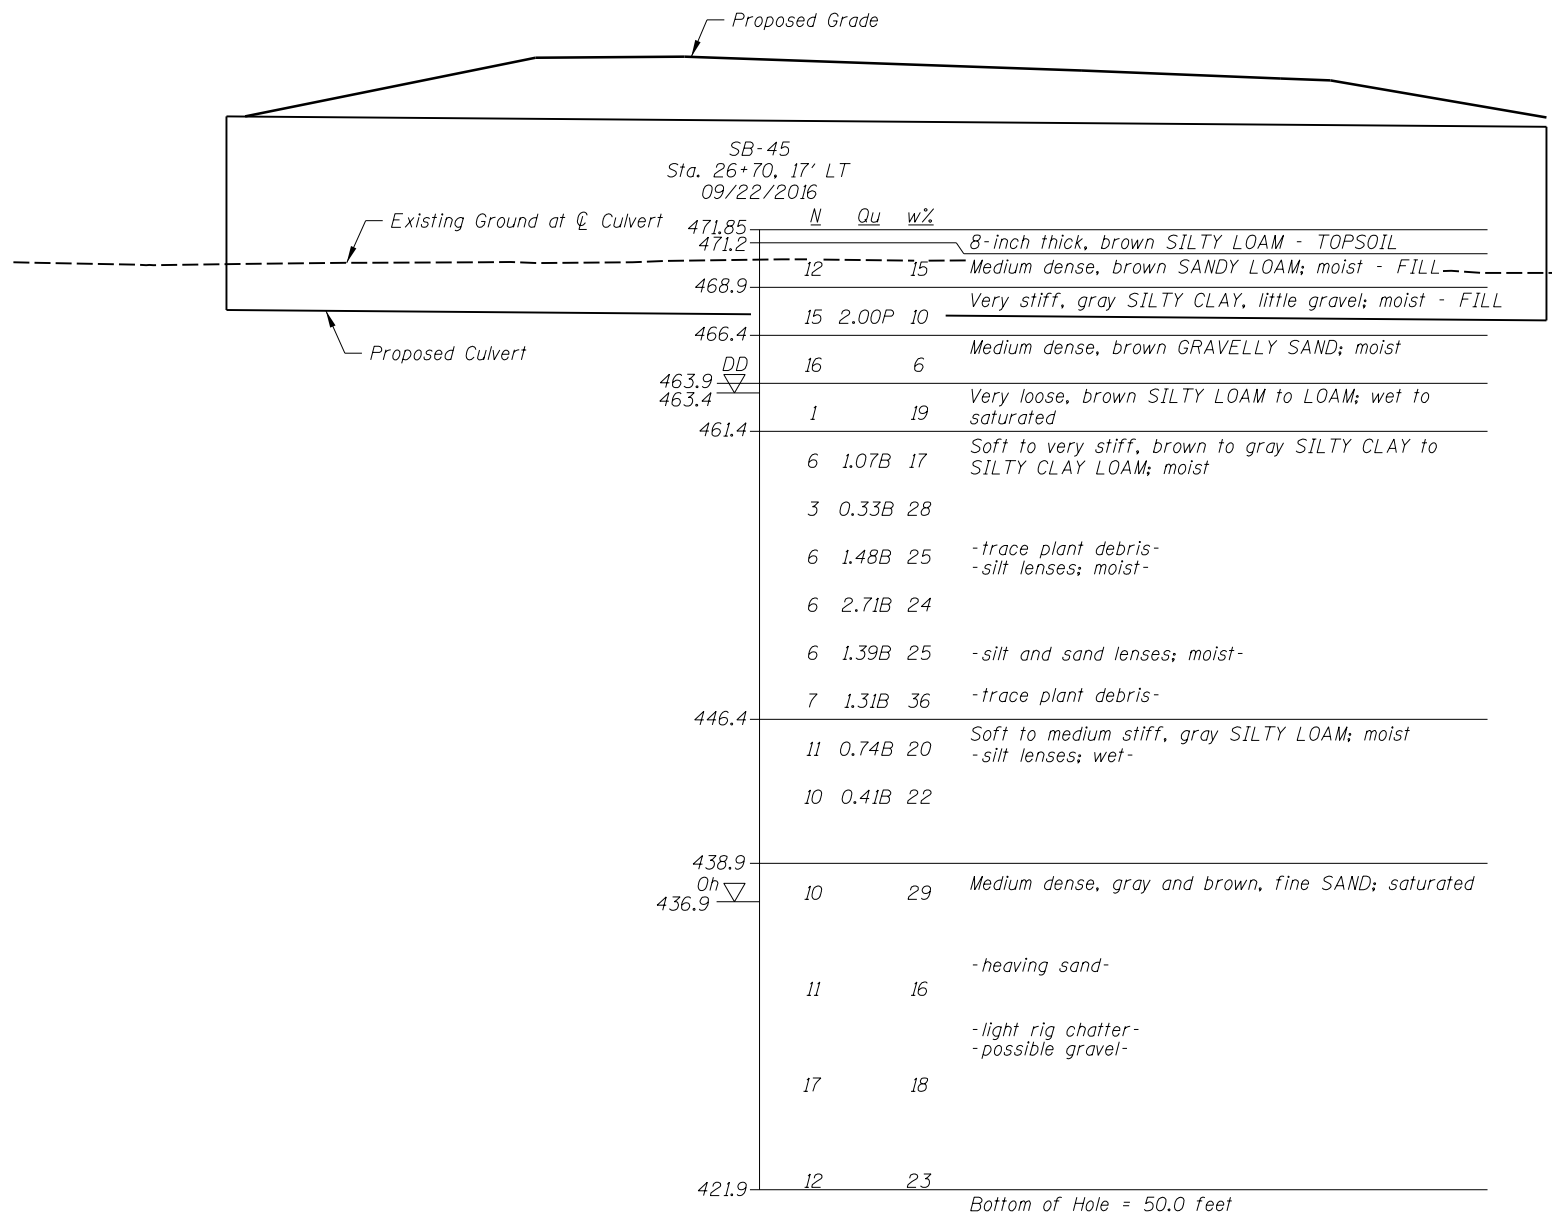 Proposed Grade
SB-45
Sta. 26+70, 17' LT
09/22/2016
Existing Ground at ℄ Culvert
N Qu w%
471.85
471.2
8-inch thick, brown SILTY LOAM - TOPSOIL
12 15 Medium dense, brown SANDY LOAM; moist - FILL
468.9
Very stiff, gray SILTY CLAY, little gravel; moist - FILL
15 2.00P 10
466.4
Proposed Culvert
Medium dense, brown GRAVELLY SAND; moist
DD 16 6
463.9
463.4
Very loose, brown SILTY LOAM to LOAM; wet to
saturated
1 19
461.4
Soft to very stiff, brown to gray SILTY CLAY to
SILTY CLAY LOAM; moist
6 1.07B 17
3 0.33B 28
-trace plant debris-
6 1.48B 25
-silt lenses; moist-
6 2.71B 24
6 1.39B 25 -silt and sand lenses; moist-
7 1.31B 36 -trace plant debris-
446.4
Soft to medium stiff, gray SILTY LOAM; moist
11 0.74B 20 -silt lenses; wet-
10 0.41B 22
438.9
0h
436.9
10 29 Medium dense, gray and brown, fine SAND; saturated
-heaving sand-
11 16
-light rig chatter-
-possible gravel-
17 18
12 23
421.9
Bottom of Hole = 50.0 feet